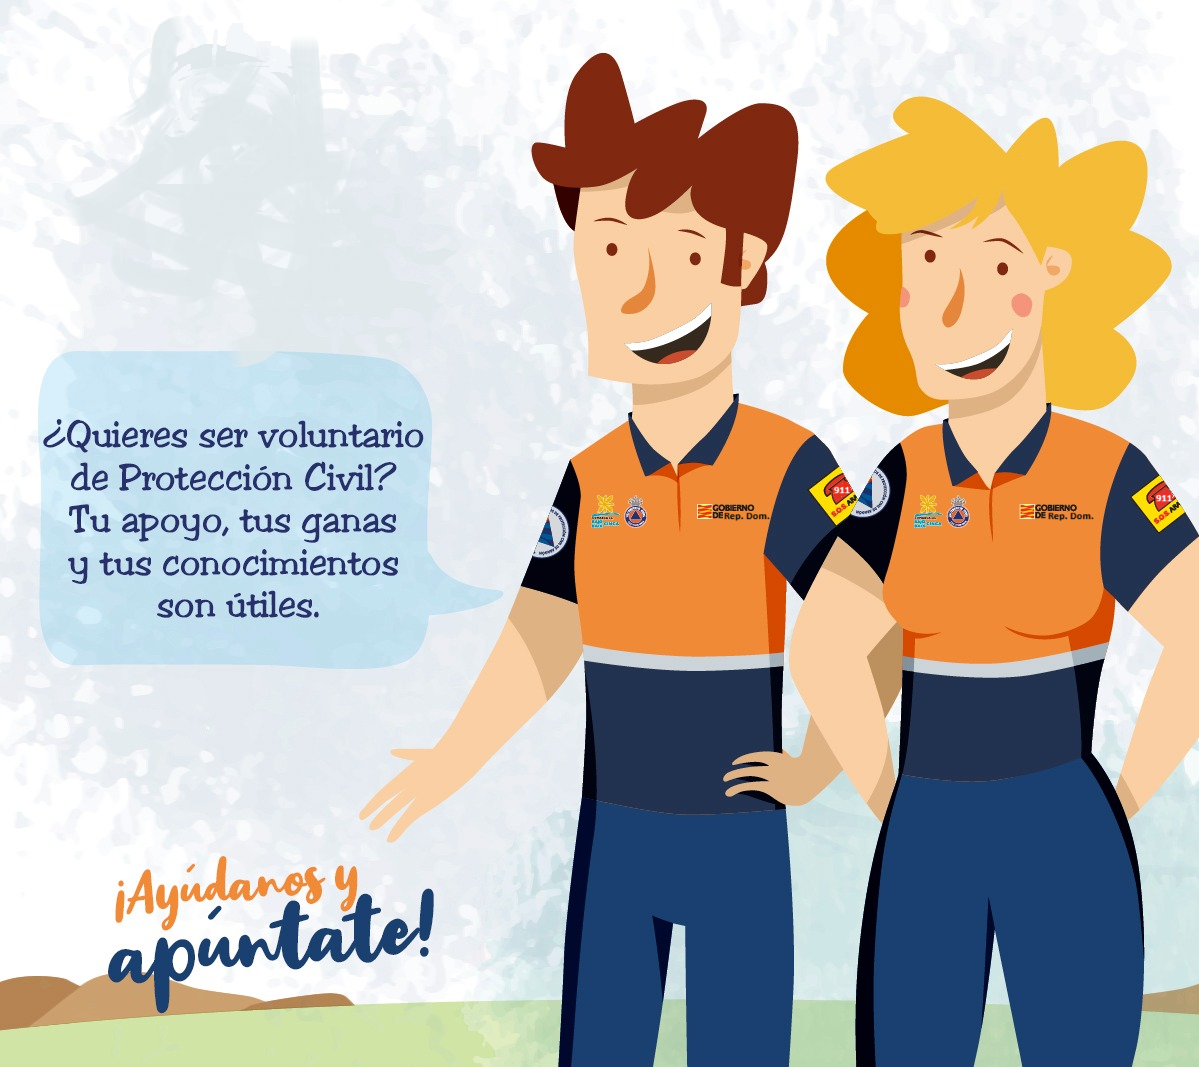 ¿Quieres ser voluntario
de Protección Civil?
Tu apoyo, tus ganas
y tus conocimientos
son útiles.
¡Ayúdanos y
apúntate!
GOBIERNO
DE Rep. Dom.
911
S.O.S.
GOBIERNO
DE Rep. Dom.
911
S.O.S.